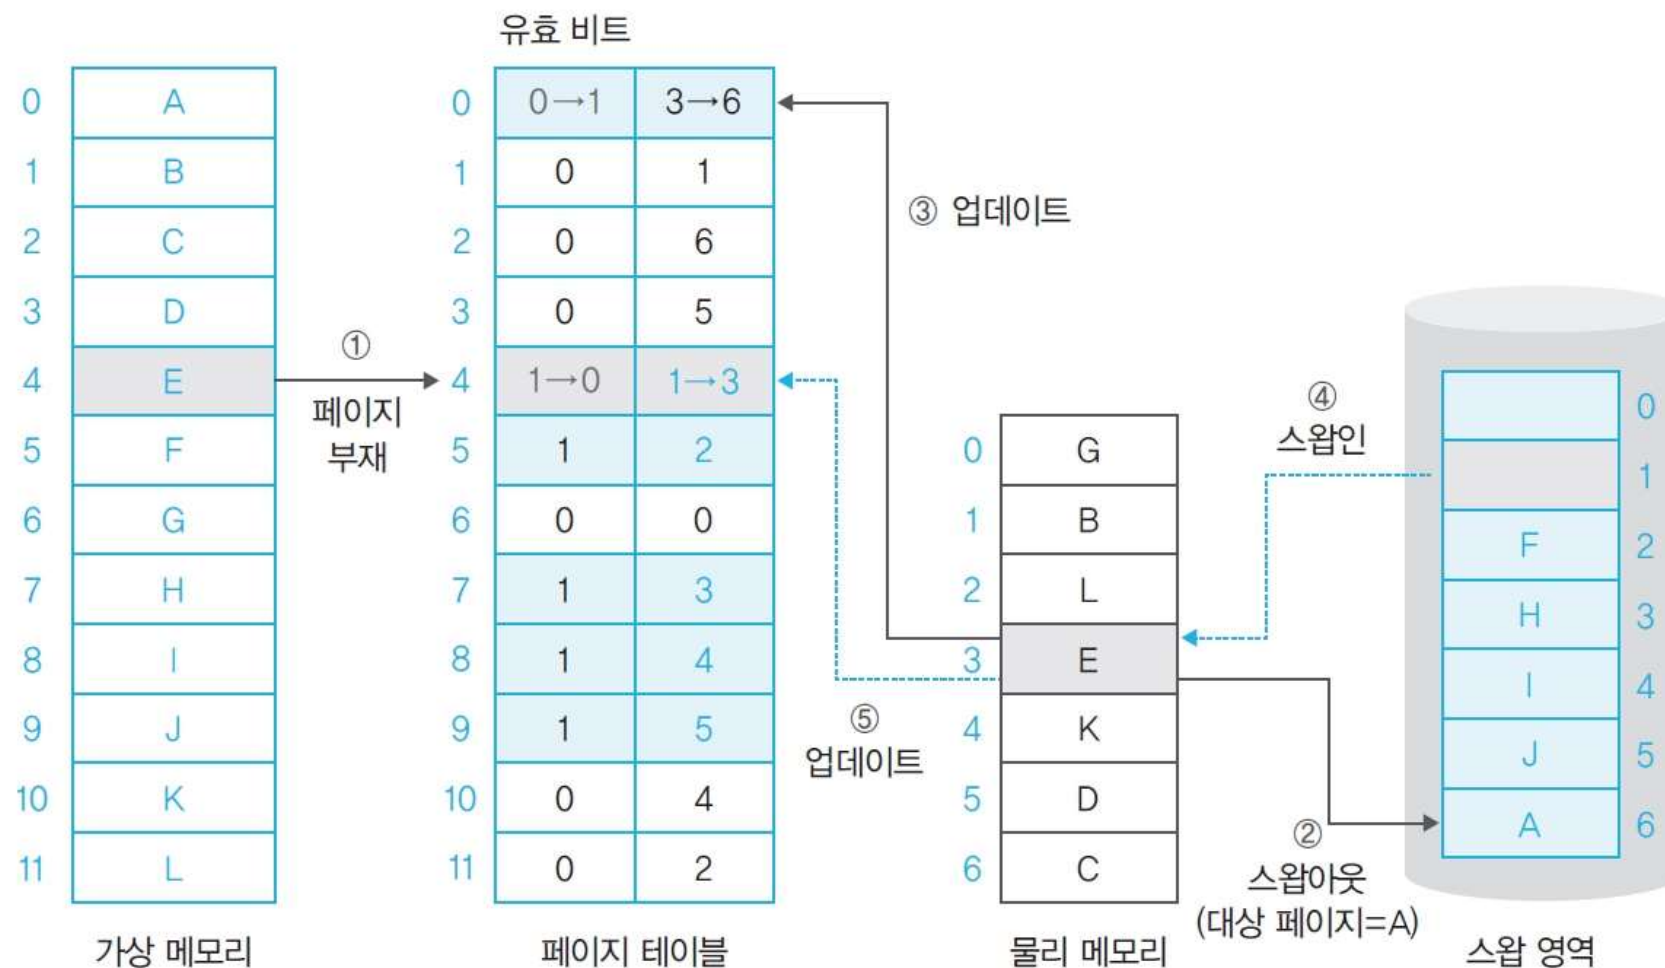 유효 비트
0 A
1 B
2 C
3 D
4 E
5 F
6 G
7 H
8 I
9 J
10 K
11 L
가상 메모리
①
페이지
부재
0 0→1 3→6
1 0 1
2 0 6
3 0 5
4 1→0 1→3
5 1 2
6 0 0
7 1 3
8 1 4
9 1 5
10 0 4
11 0 2
페이지 테이블
③ 업데이트
⑤
업데이트
0 G
1 B
2 L
3 E
4 K
5 D
6 C
물리 메모리
④
스왑인
②
스왑아웃
(대상 페이지=A)
0
1
F 2
H 3
I 4
J 5
A 6
스왑 영역